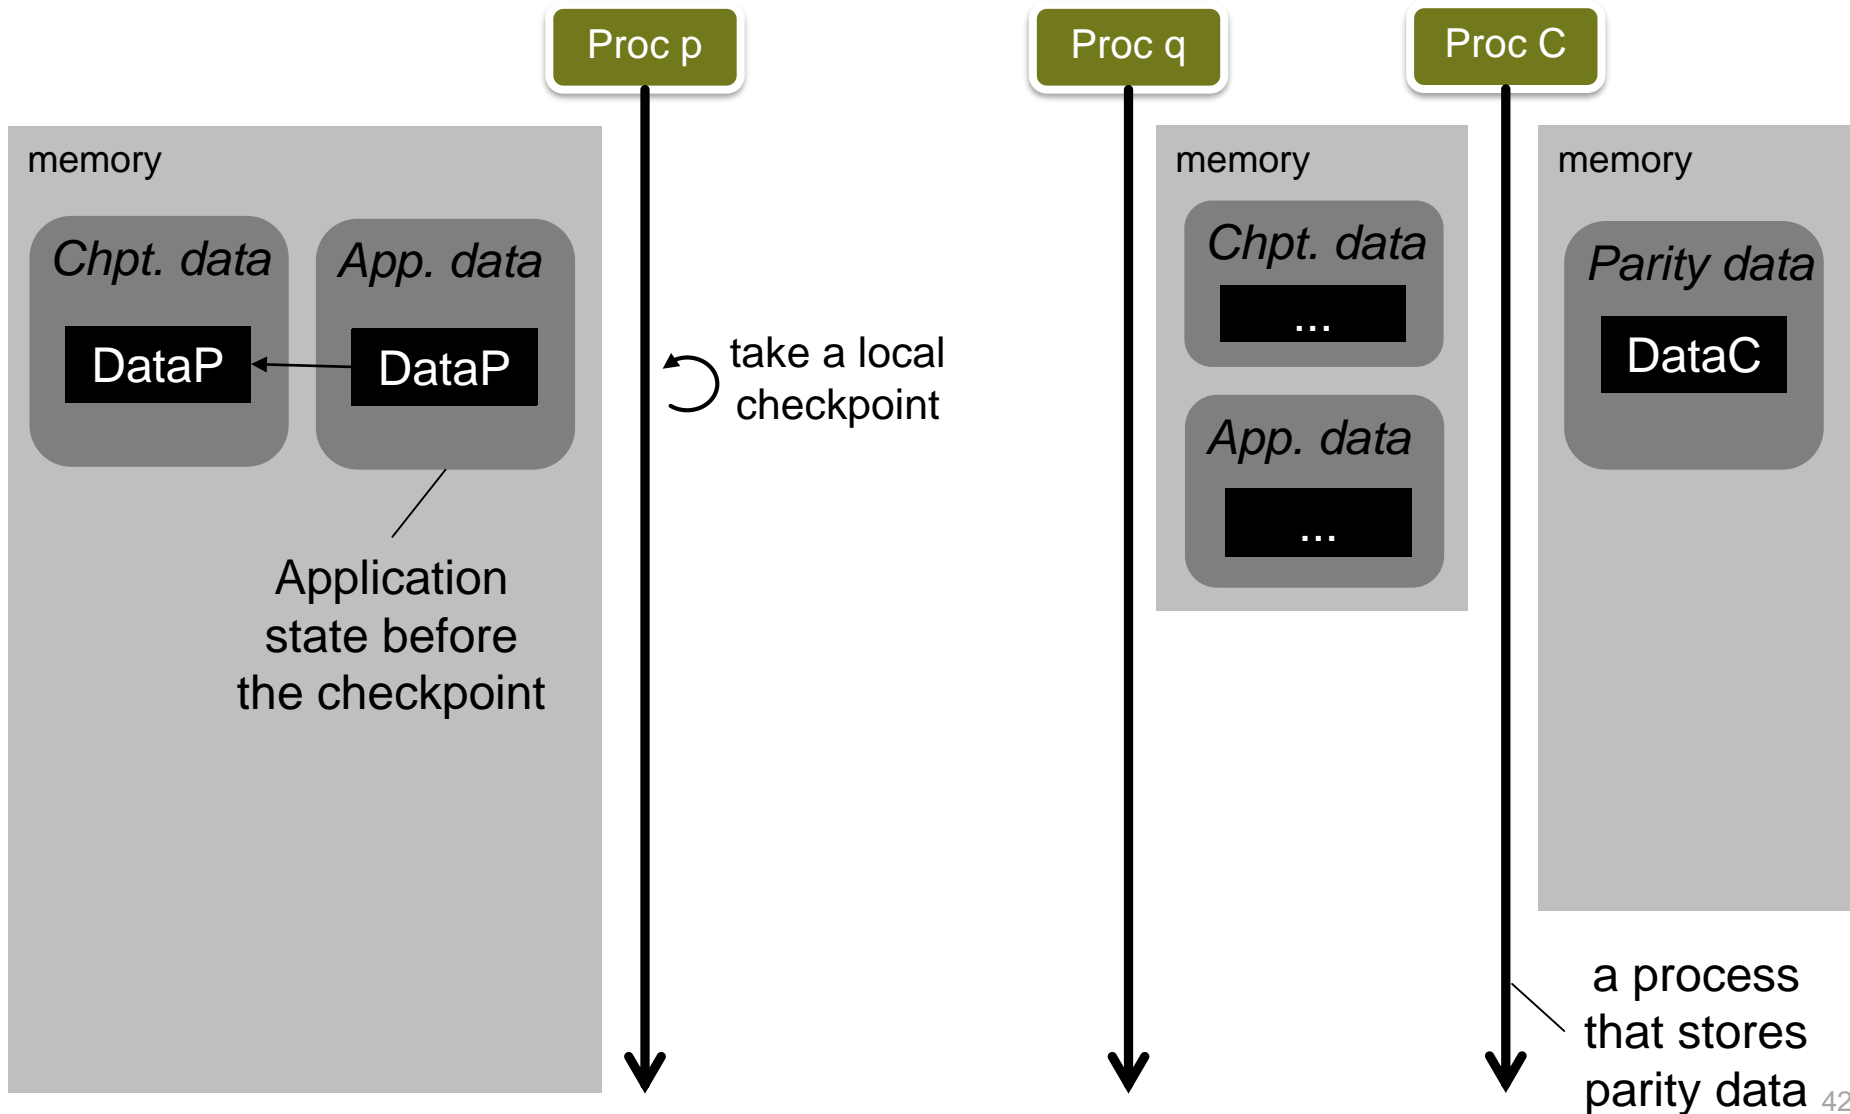 Proc p
Proc q
Proc C
memory
Chpt. data
App. data
DataP
DataP
Application
state before
the checkpoint
take a local
checkpoint
memory
Chpt. data
...
App. data
...
memory
Parity data
DataC
a process
that stores
parity data
42